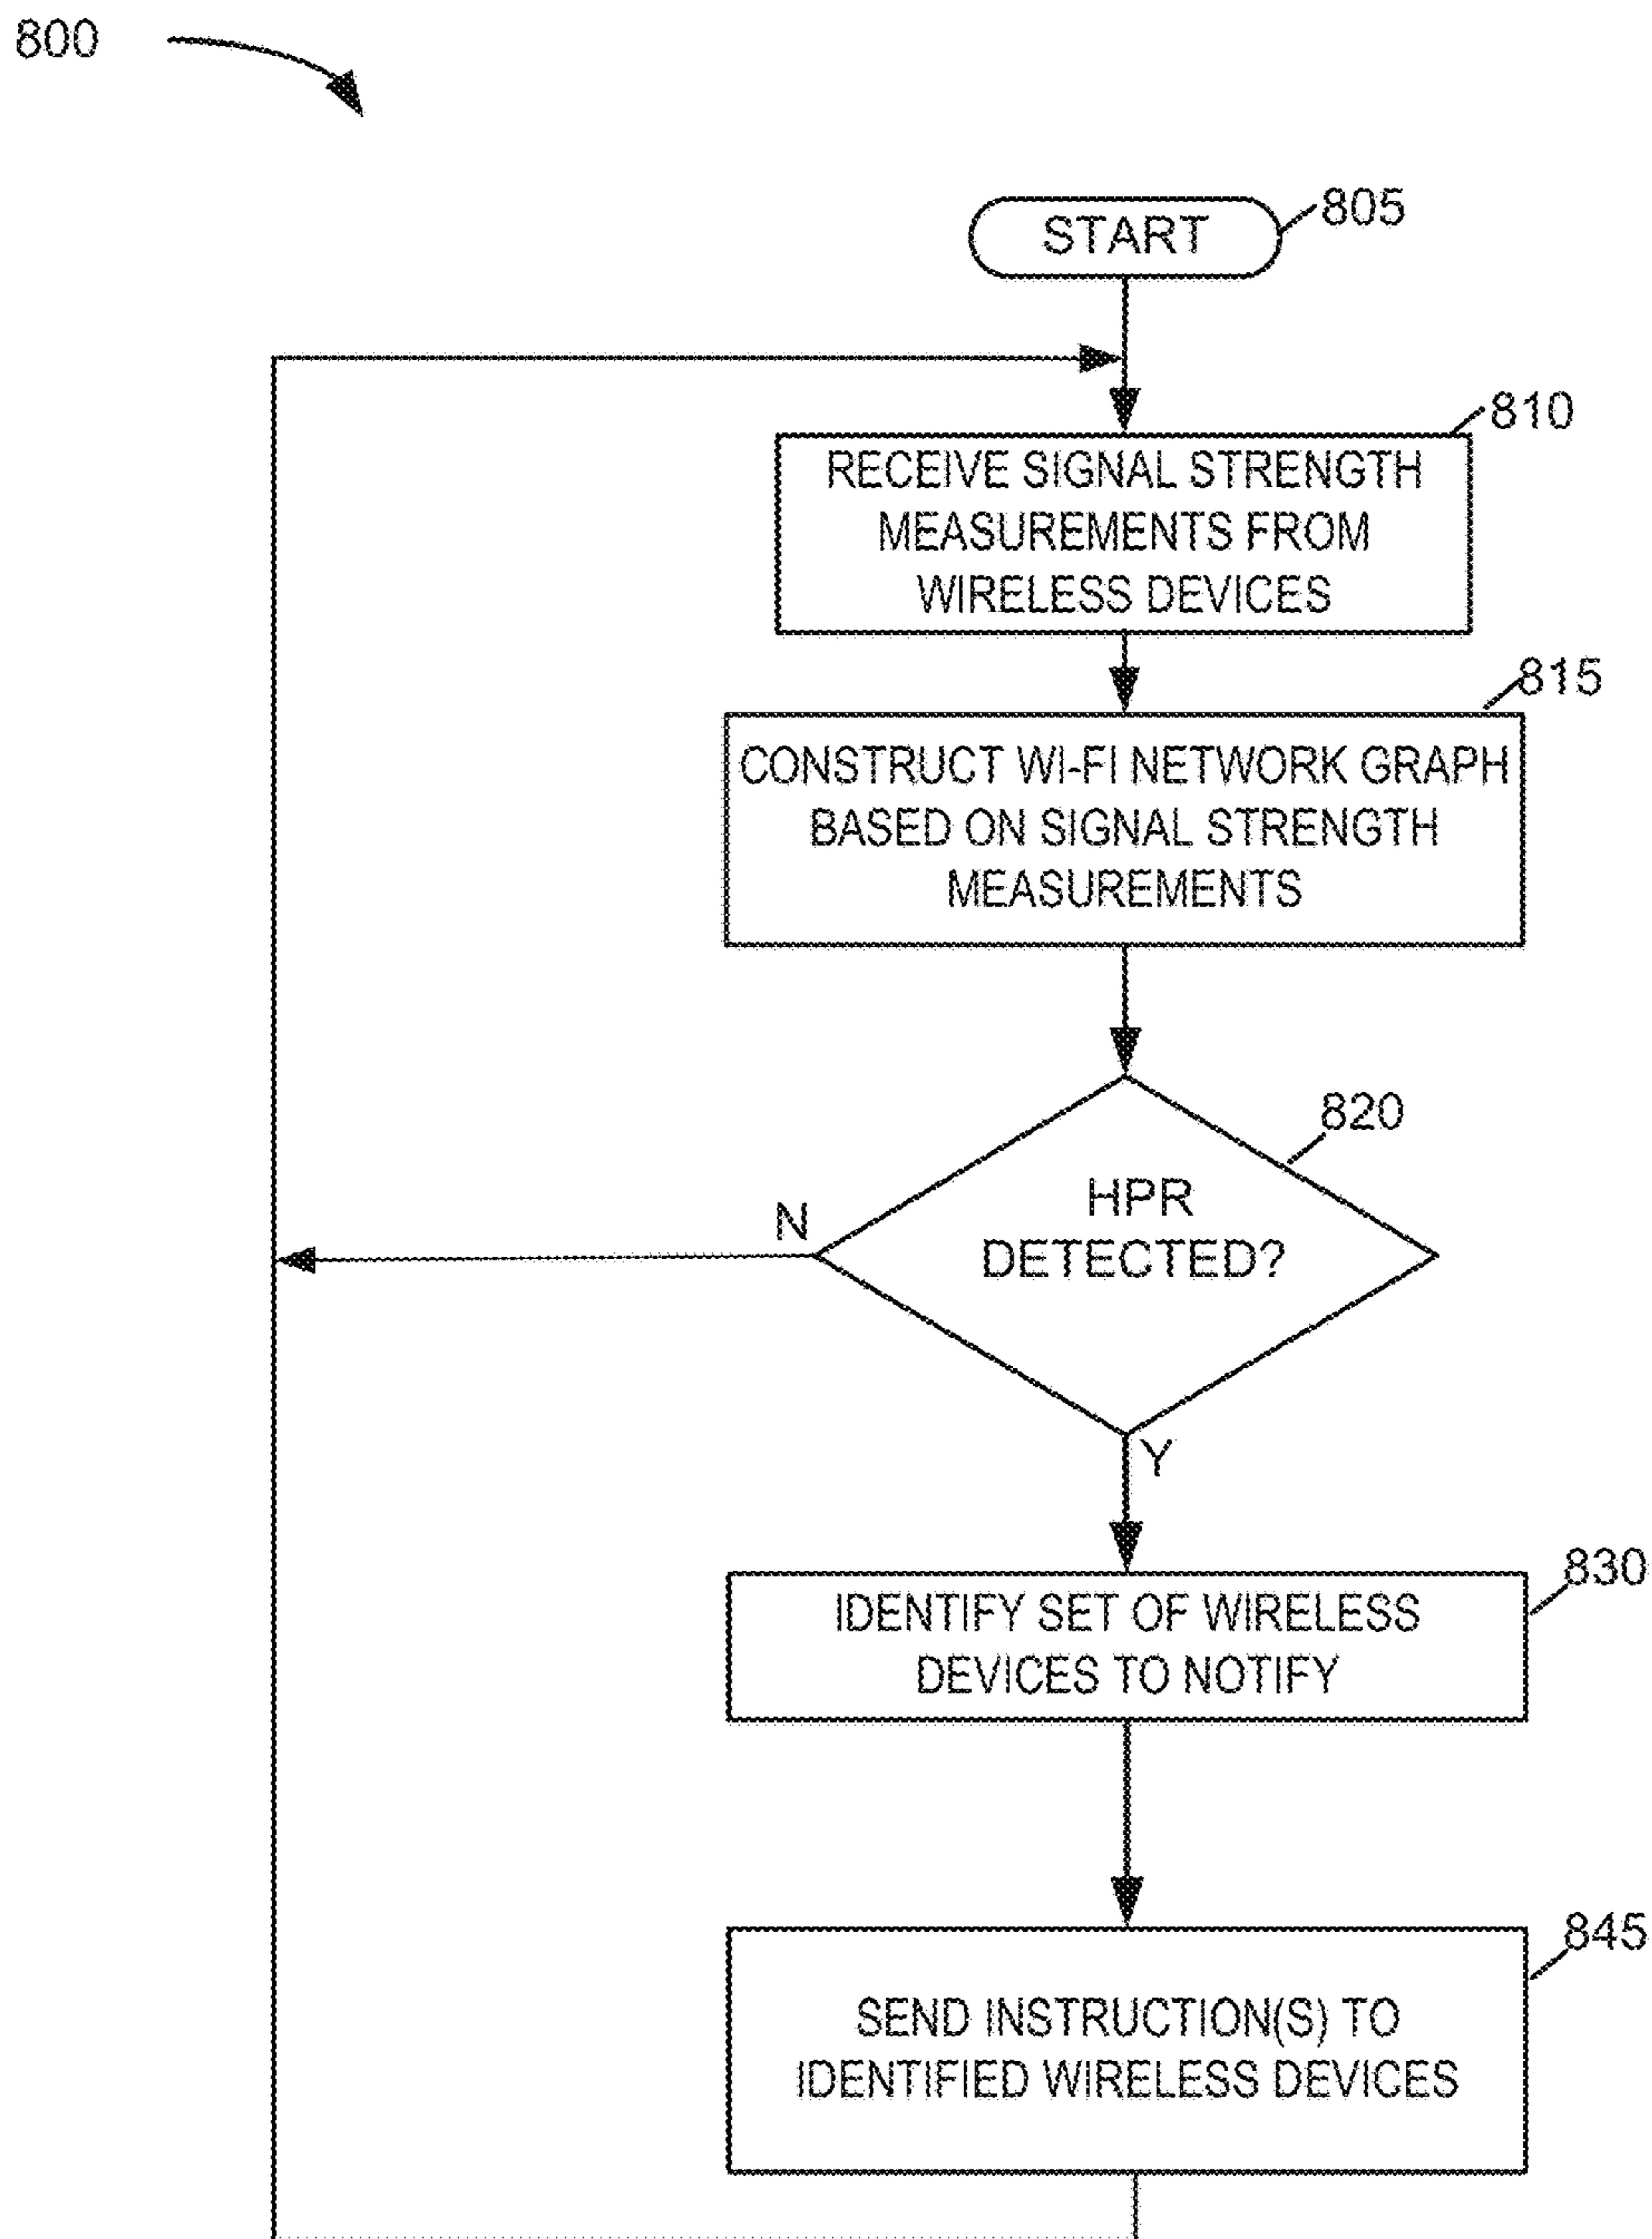 800
START
805
810
RECEIVE SIGNAL STRENGTH
MEASUREMENTS FROM
WIRELESS DEVICES
815
CONSTRUCT WI-FI NETWORK GRAPH
BASED ON SIGNAL STRENGTH
MEASUREMENTS
820
HPR
DETECTED?
N
Y
830
IDENTIFY SET OF WIRELESS
DEVICES TO NOTIFY
845
SEND INSTRUCTION(S) TO
IDENTIFIED WIRELESS DEVICES